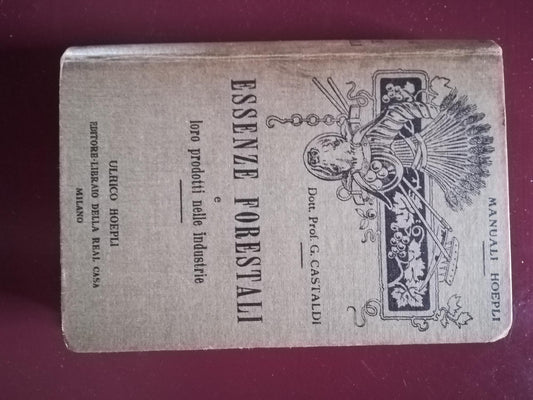 MANUALI HOEPLI
Dott. Prof. G. CASTALDI
ESSENZE FORESTALI
e
loro prodotti nelle industrie
ULRICO HOEPLI
EDITORE-LIBRAIO DELLA REAL CASA
MILANO